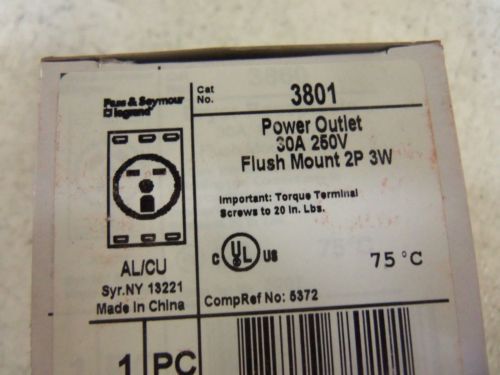 Pass & Seymour
legrand
Cat
No.
3801
Power Outlet
30A 250V
Flush Mount 2P 3W
Important: Torque Terminal
Screws to 20 in. Lbs.
C UL US
75°C
AL/CU
Syr.NY 13221
Made in China
CompRef No: 5372
1 PC